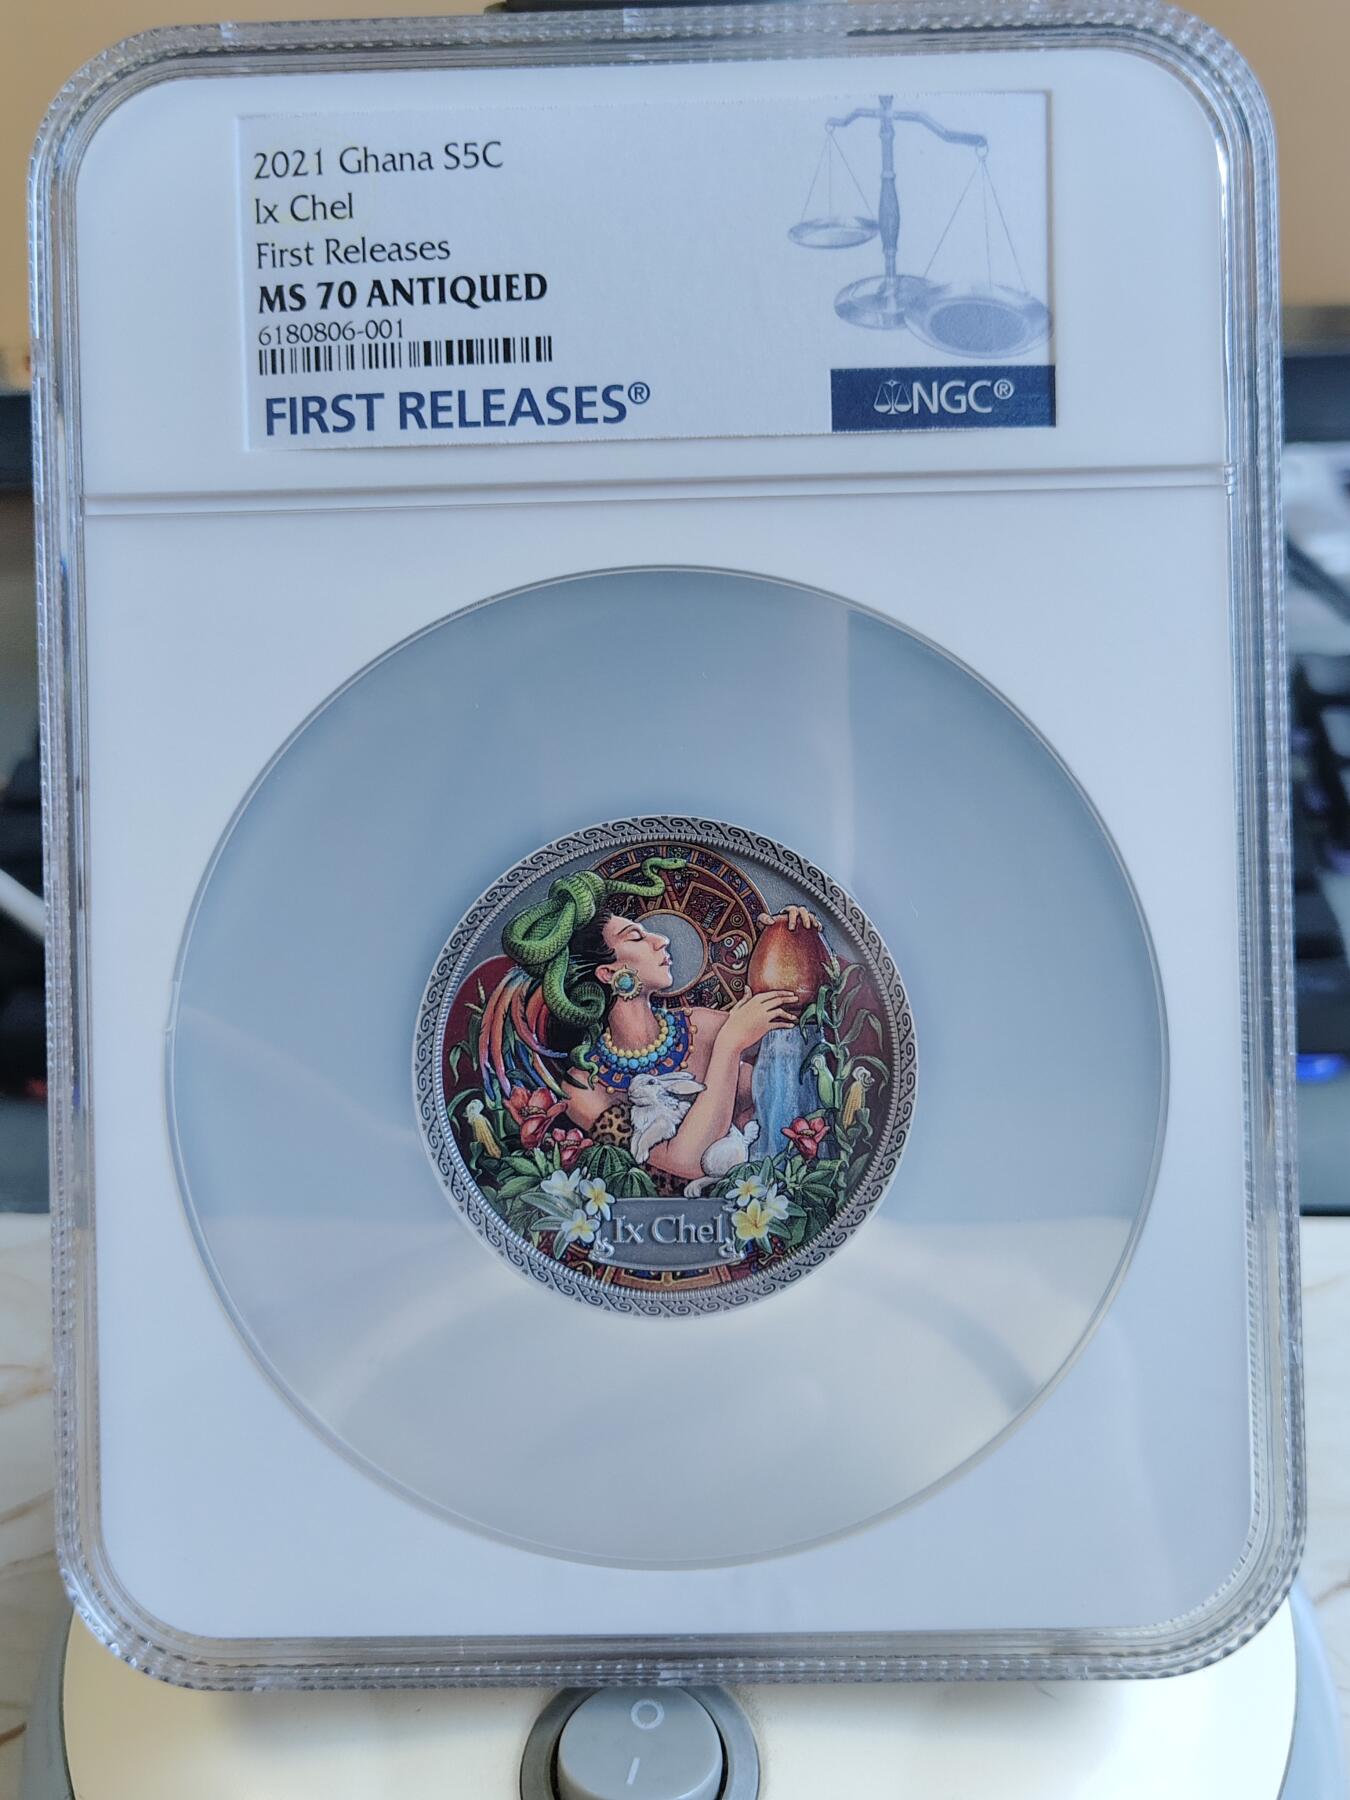 2021 Ghana S5C
Ix Chel
First Releases
MS 70 ANTIQUED
6180806-001
FIRST RELEASES®
NGC®
Ix Chel
O
I